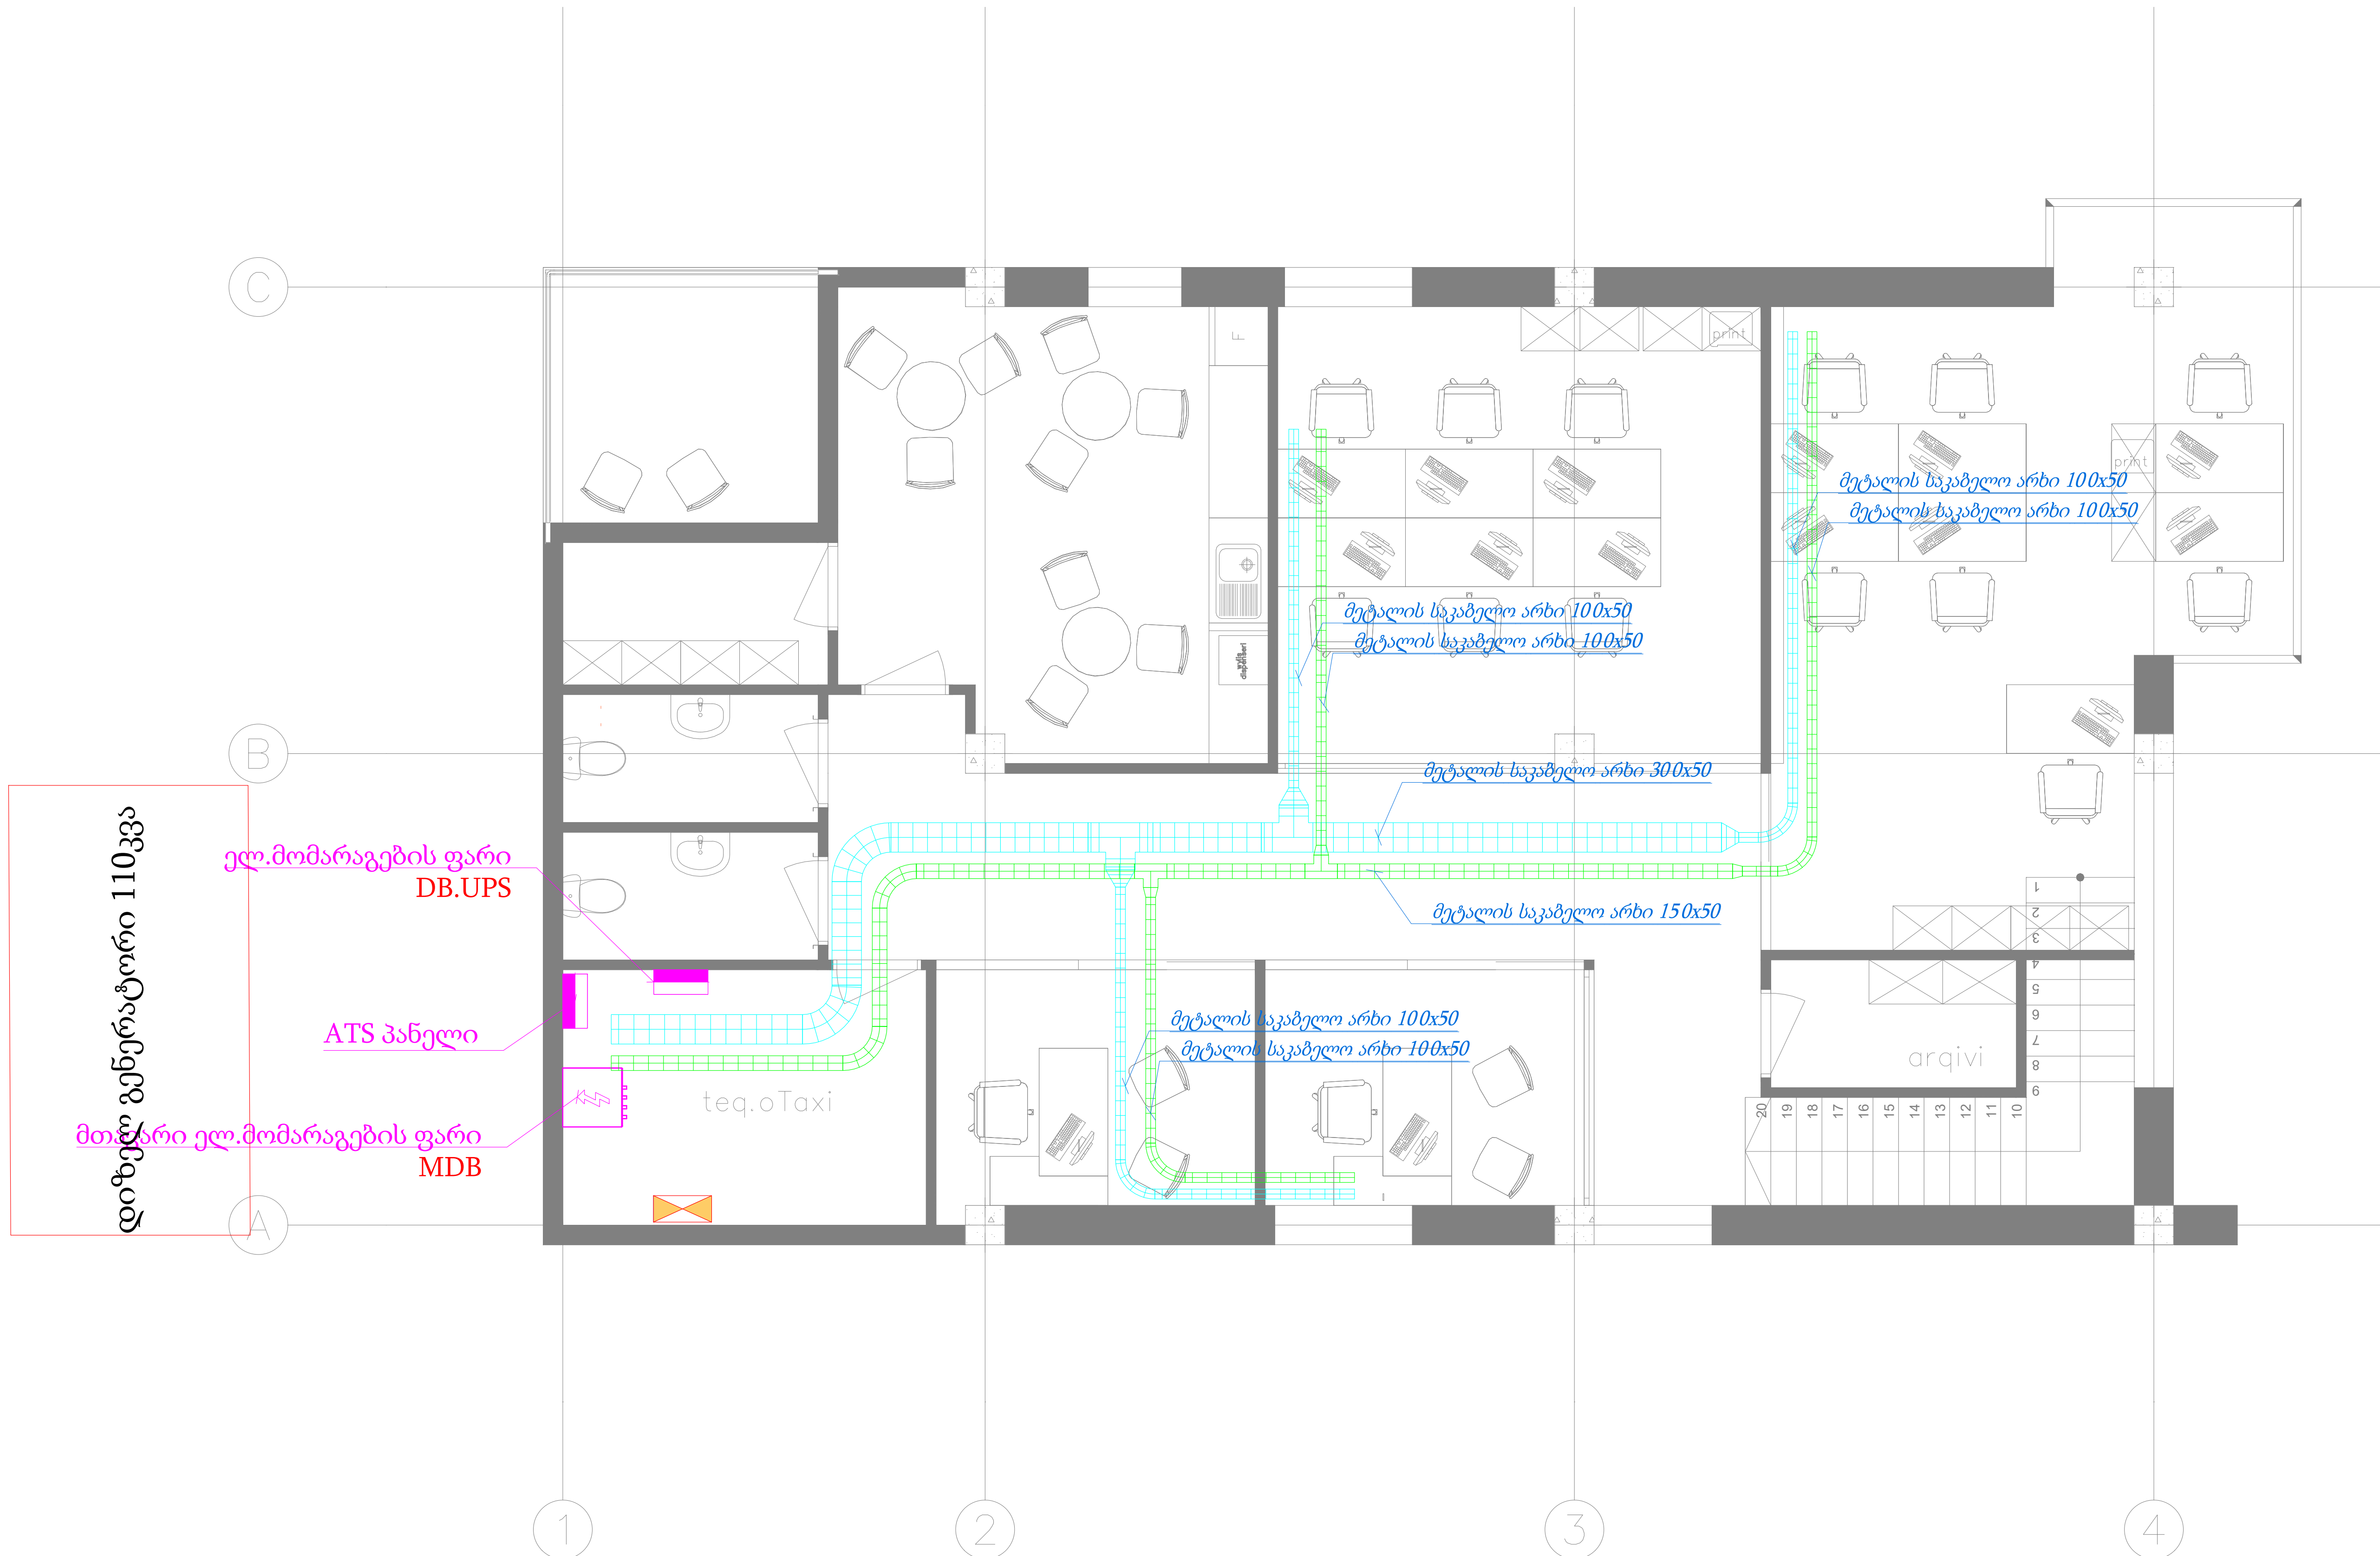 C
F
print
print
მეტალის საკაბელო არხი 100x50
მეტალის საკაბელო არხი 100x50
მეტალის საკაბელო არხი 100x50
მეტალის საკაბელო არხი 100x50
wylis
dispenseri
B
მეტალის საკაბელო არხი 300x50
დიზელ გენერატორი 110კვა
ელ.მომარაგების ფარი
DB.UPS
მეტალის საკაბელო არხი 150x50
1
2
3
4
5
6
7
8
9
ATS პანელი
მეტალის საკაბელო არხი 100x50
მეტალის საკაბელო არხი 100x50
arqivi
teq.oTaxi
20 19 18 17 16 15 14 13 12 11 10
მთავარი ელ.მომარაგების ფარი
MDB
A
1 2 3 4